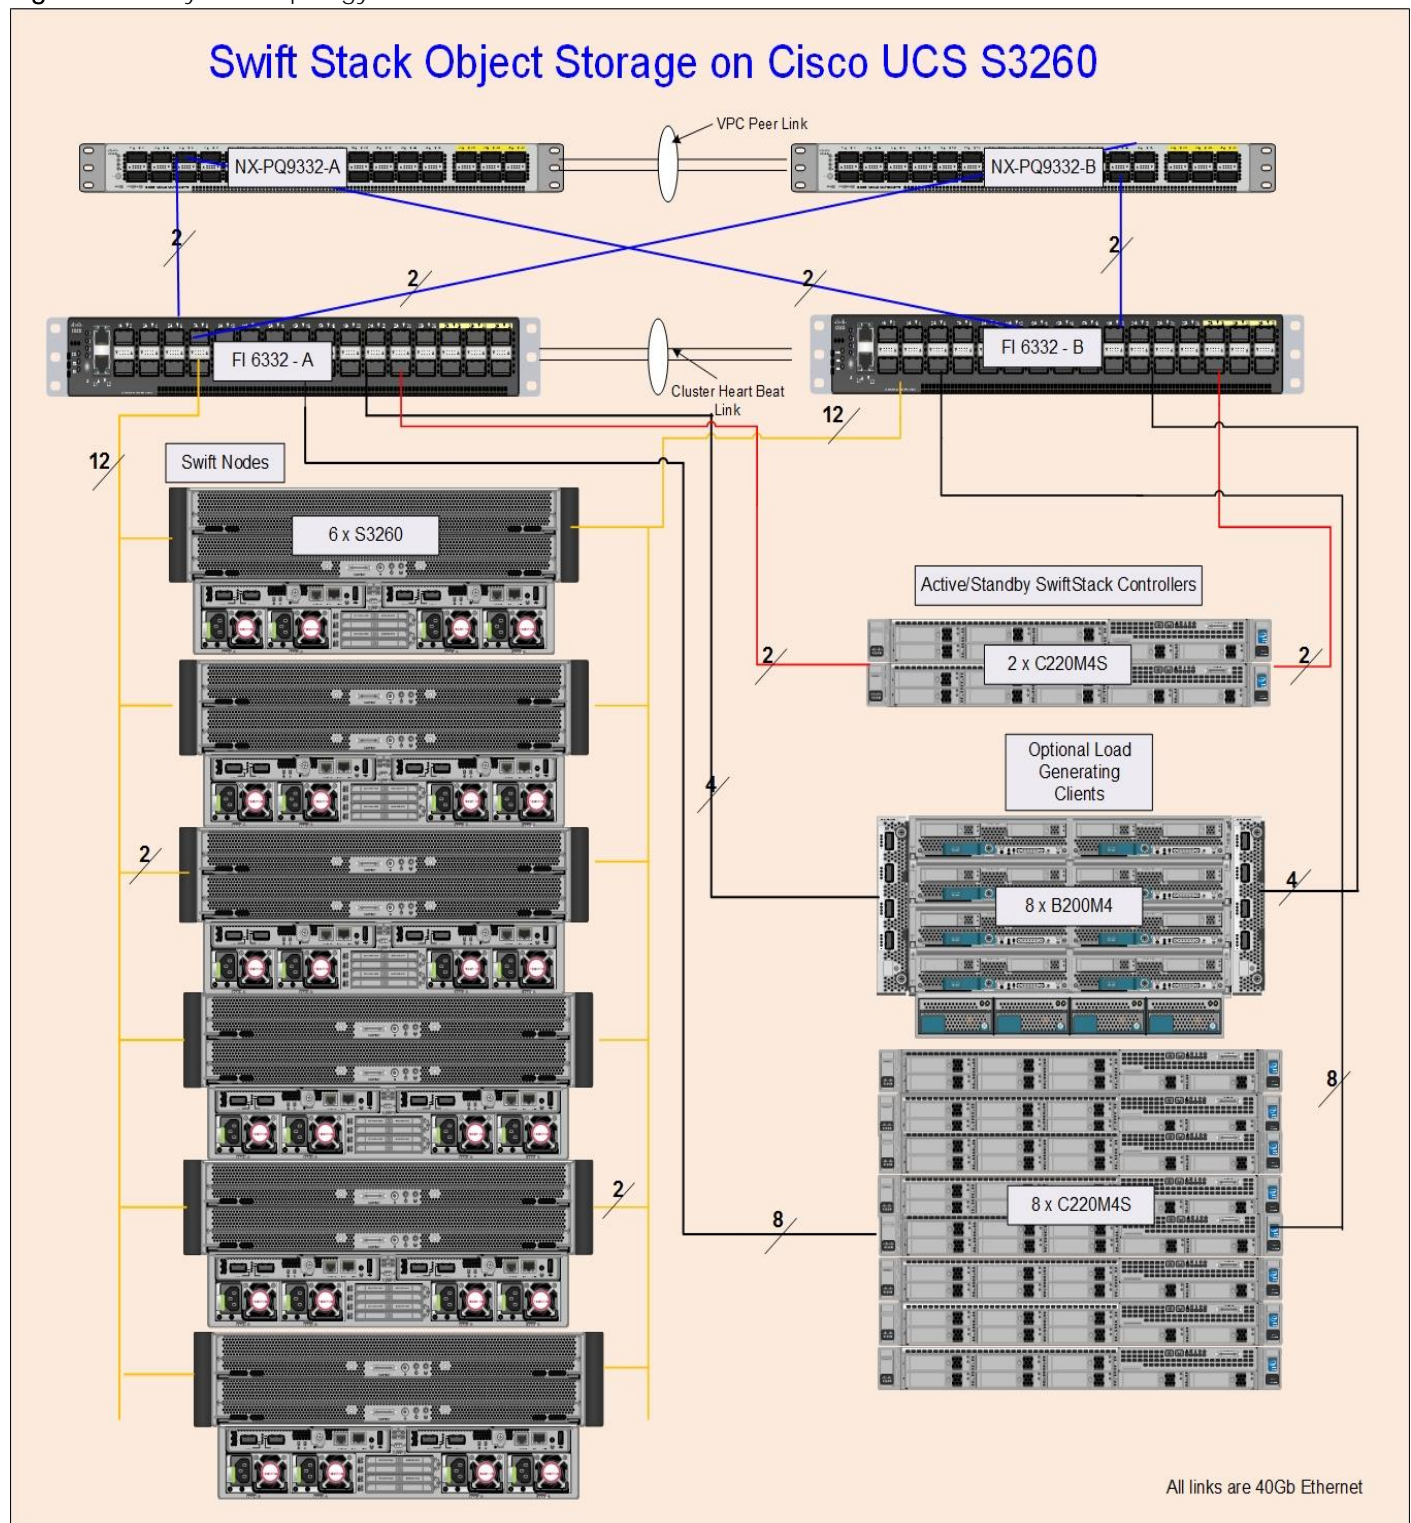 Swift Stack Object Storage on Cisco UCS S3260
VPC Peer Link
NX-PQ9332-A
NX-PQ9332-B
2
2
2
2
FI 6332 - A
FI 6332 - B
Cluster Heart Beat
Link
12
12
Swift Nodes
6 x S3260
Active/Standby SwiftStack Controllers
2
2 x C220M4S
2
Optional Load
Generating
Clients
4
2
8 x B200M4
4
8
2
8 x C220M4S
8
All links are 40Gb Ethernet